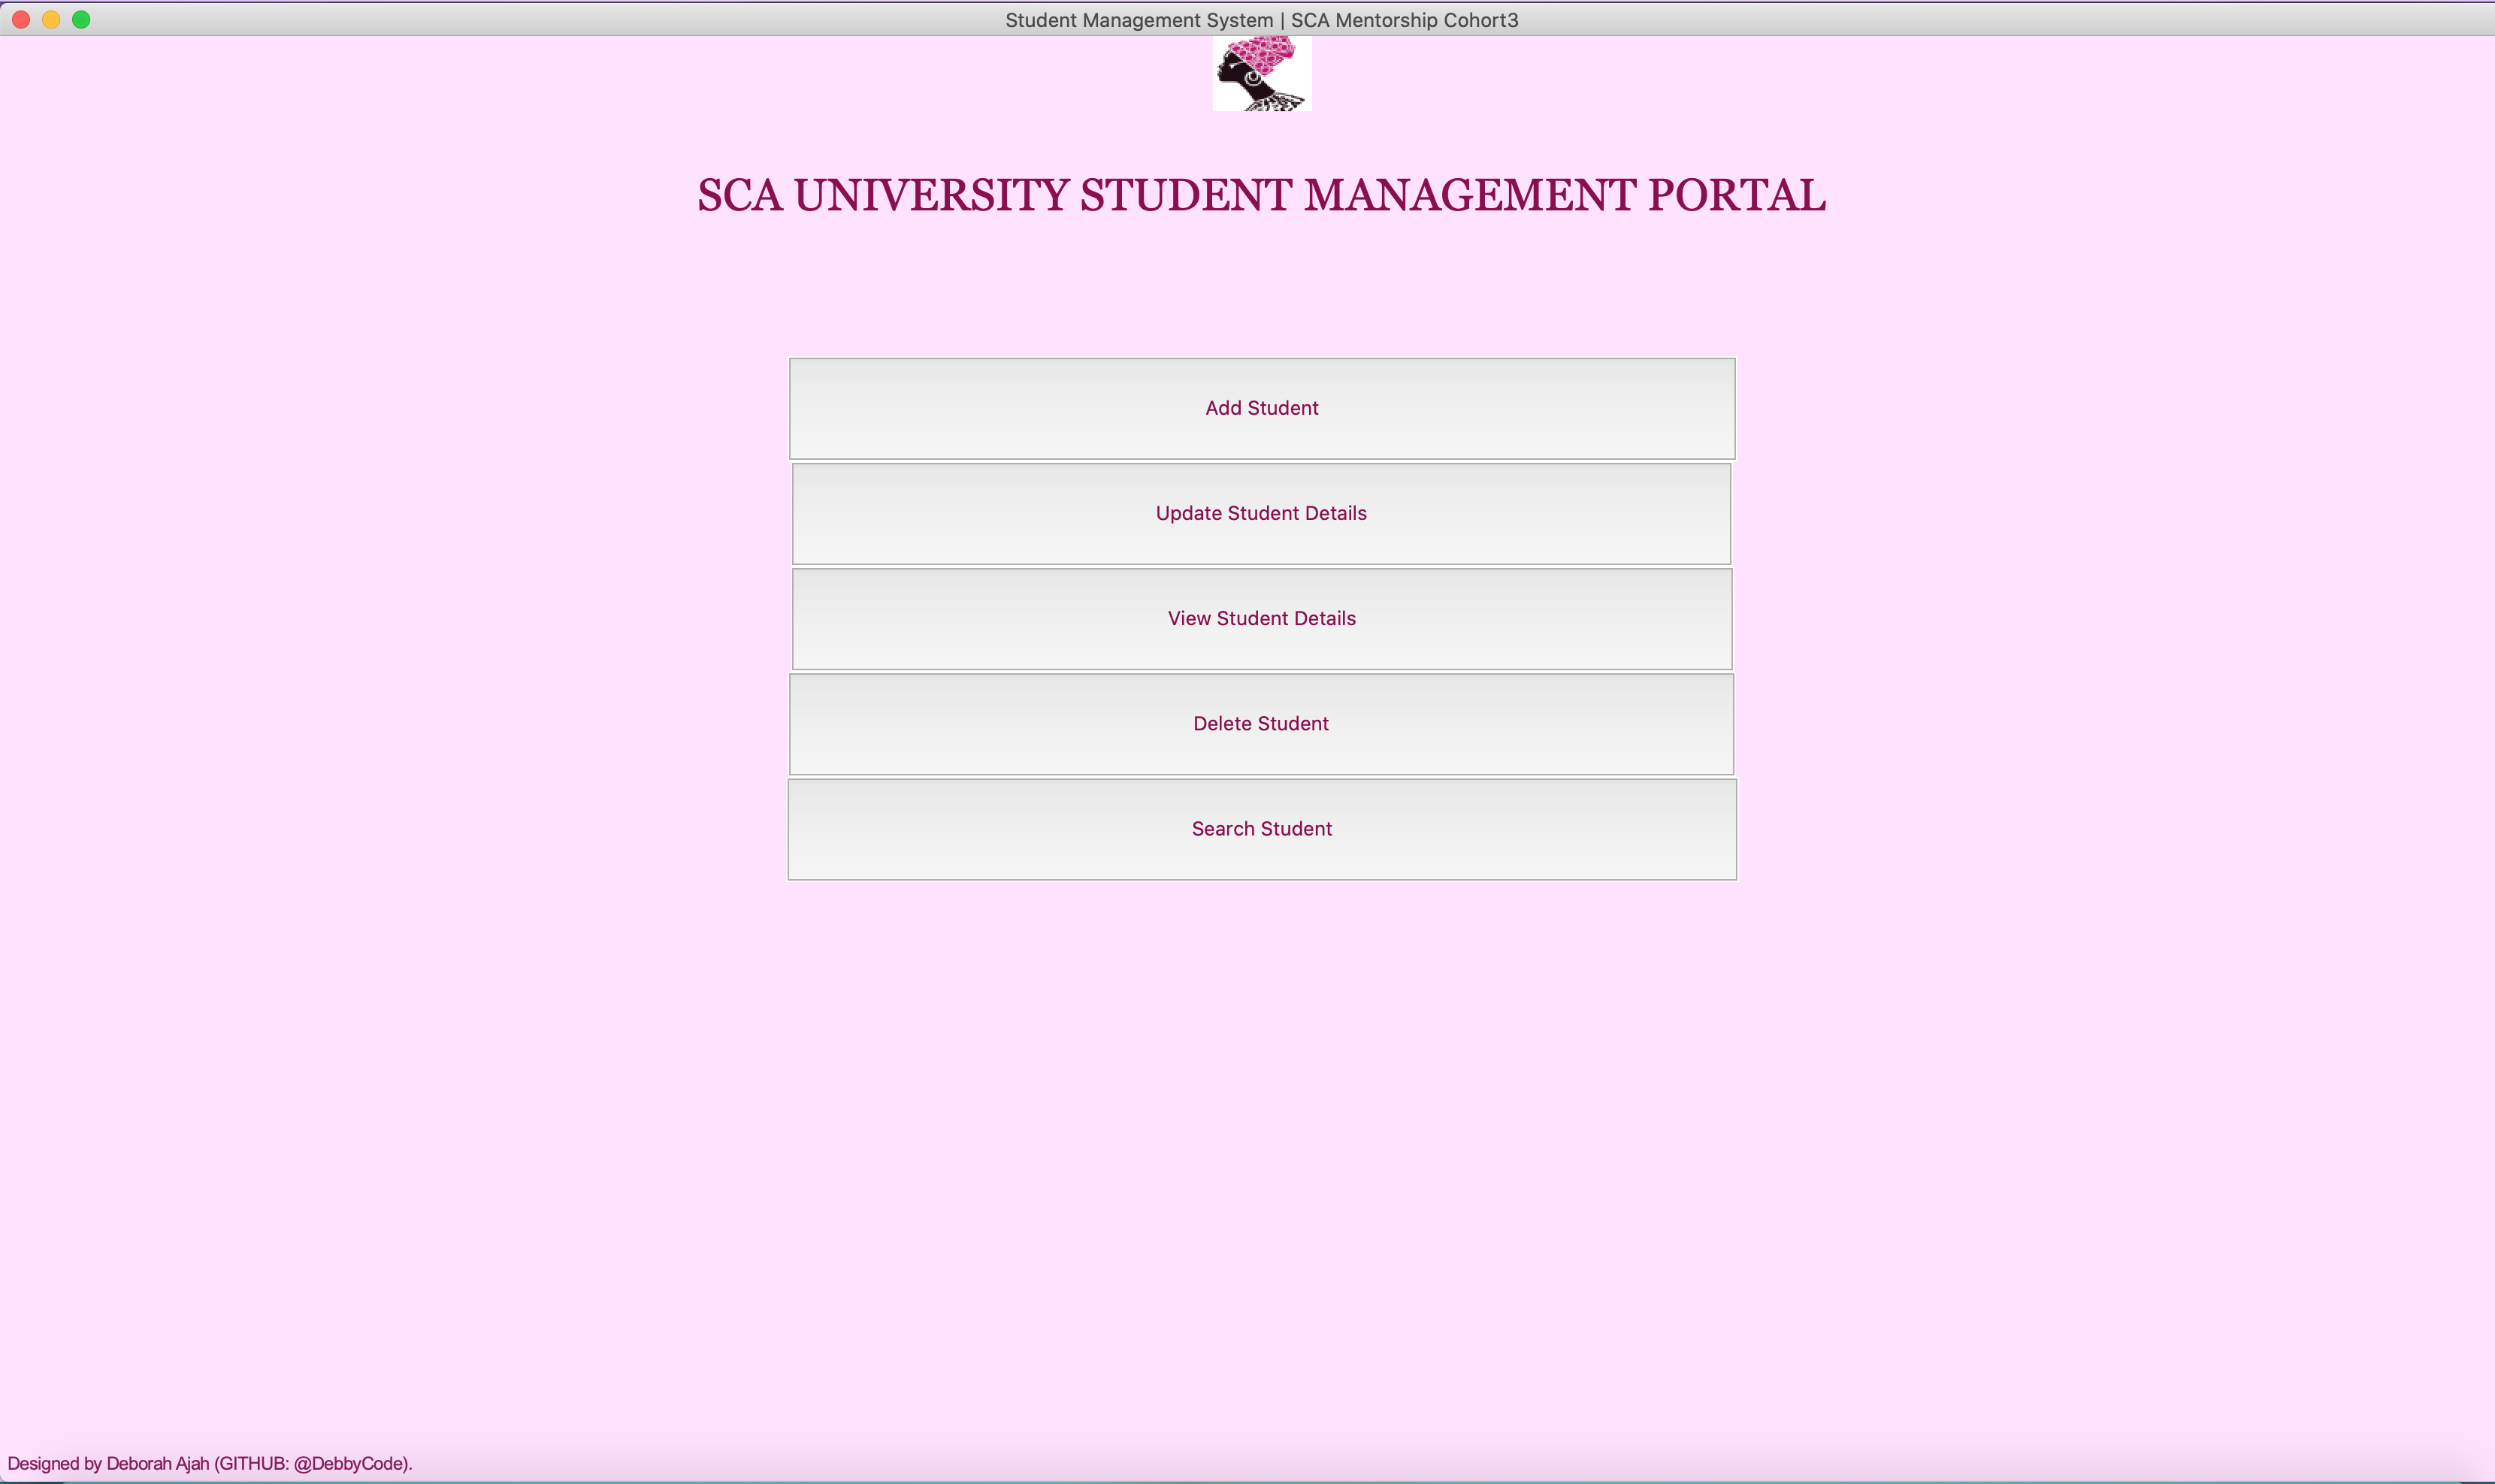 Student Management System | SCA Mentorship Cohort3
SCA UNIVERSITY STUDENT MANAGEMENT PORTAL
Add Student
Update Student Details
View Student Details
Delete Student
Search Student
Designed by Deborah Ajah (GITHUB: @DebbyCode).